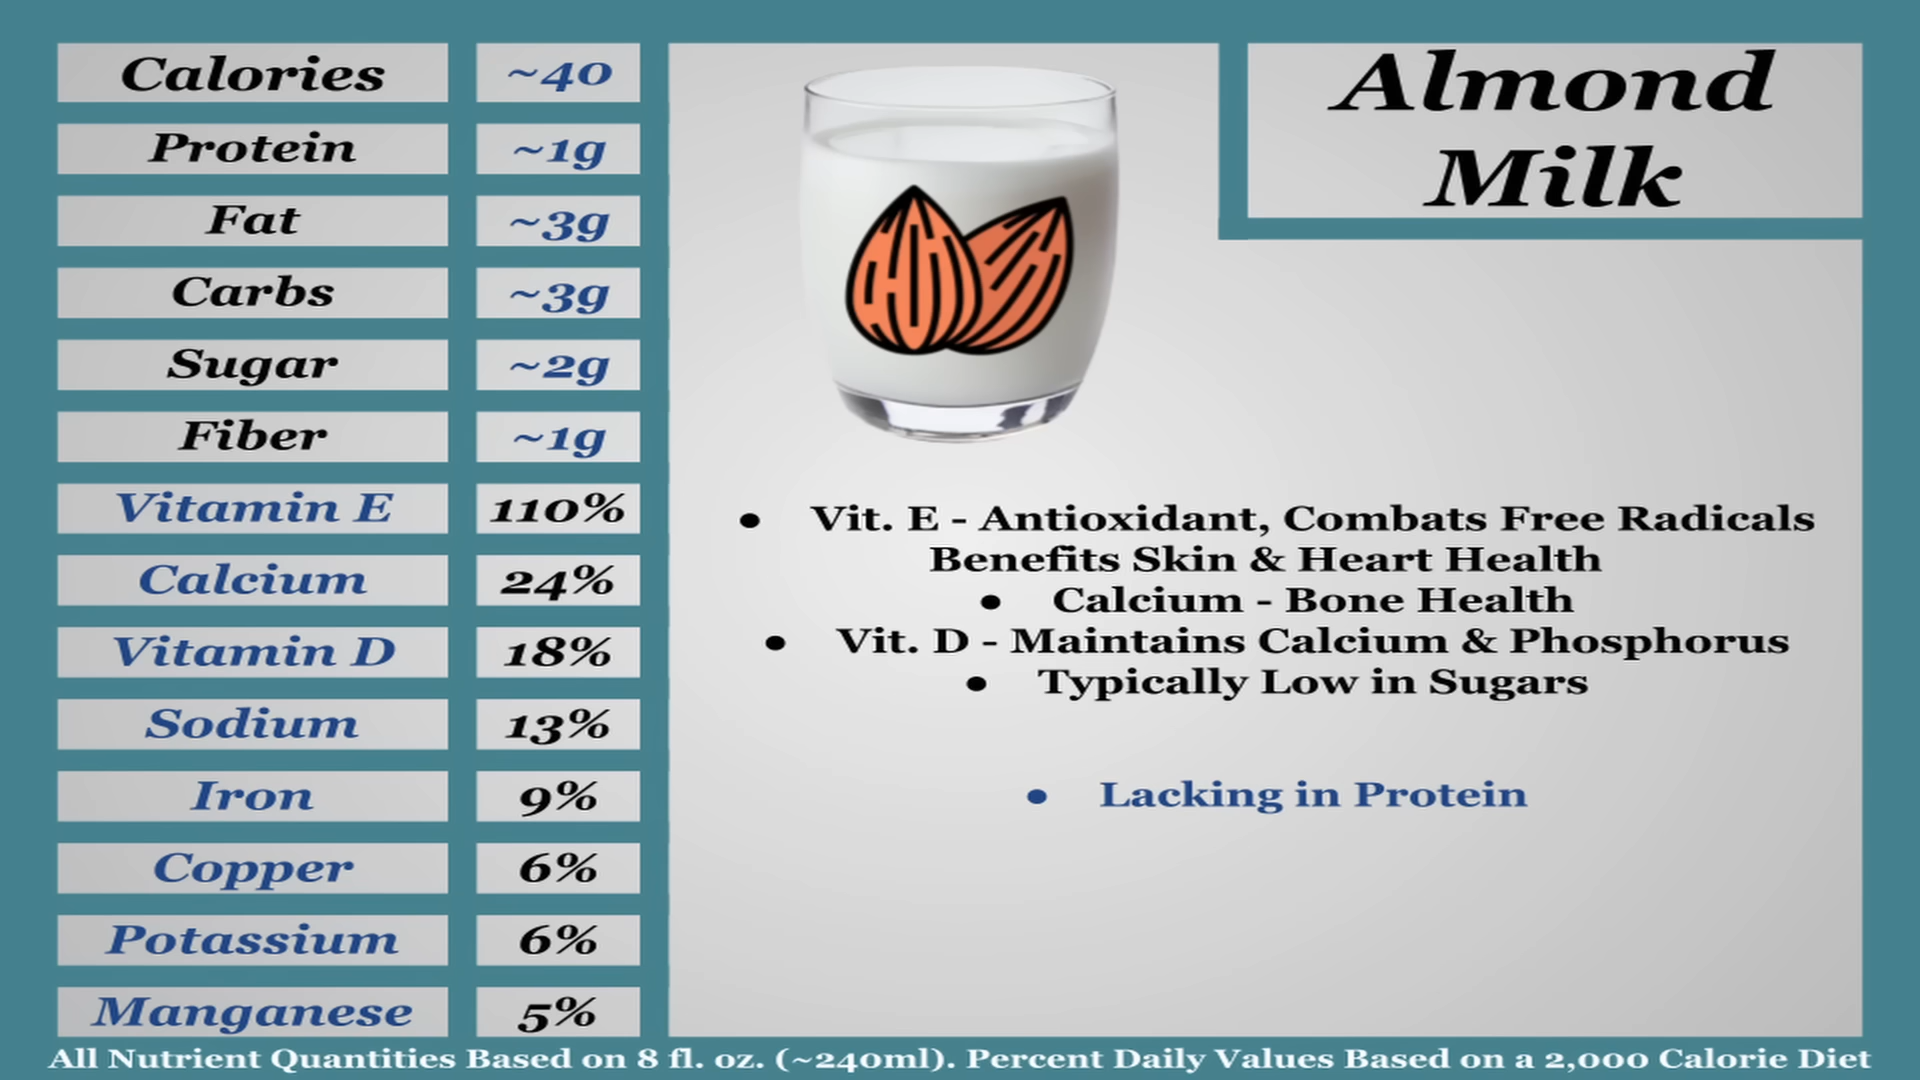 Almond
Milk
Calories ~40
Protein ~1g
Fat ~3g
Carbs ~3g
Sugar ~2g
Fiber ~1g
Vitamin E 110%
Calcium 24%
Vitamin D 18%
Sodium 13%
Iron 9%
Copper 6%
Potassium 6%
Manganese 5%
● Vit. E - Antioxidant, Combats Free Radicals
Benefits Skin & Heart Health
● Calcium - Bone Health
● Vit. D - Maintains Calcium & Phosphorus
● Typically Low in Sugars
● Lacking in Protein
All Nutrient Quantities Based on 8 fl. oz. (~240ml). Percent Daily Values Based on a 2,000 Calorie Diet